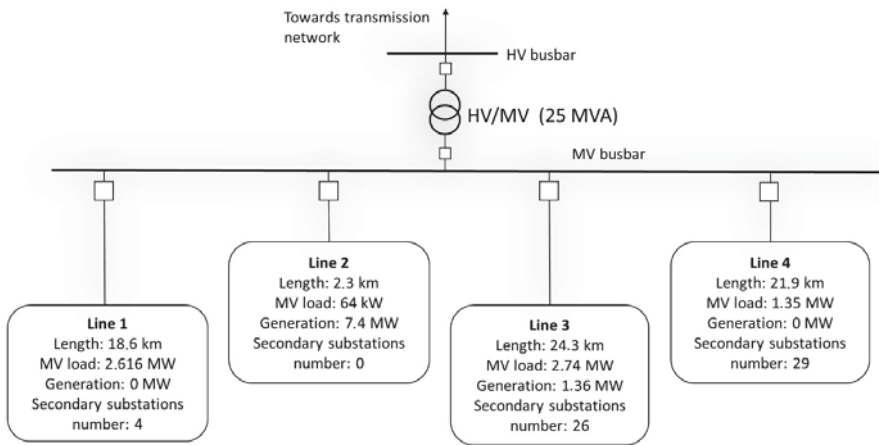 Towards transmission
network
HV busbar
HV/MV (25 MVA)
MV busbar
Line 1
Length: 18.6 km
MV load: 2.616 MW
Generation: 0 MW
Secondary substations
number: 4
Line 2
Length: 2.3 km
MV load: 64 kW
Generation: 7.4 MW
Secondary substations
number: 0
Line 3
Length: 24.3 km
MV load: 2.74 MW
Generation: 1.36 MW
Secondary substations
number: 26
Line 4
Length: 21.9 km
MV load: 1.35 MW
Generation: 0 MW
Secondary substations
number: 29